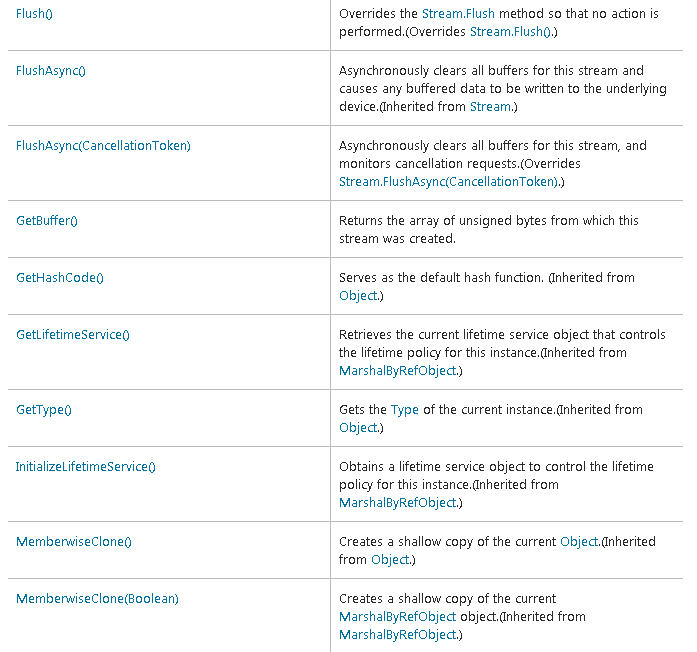 Flush()
Overrides the Stream.Flush method so that no action is
performed.(Overrides Stream.Flush().)
FlushAsync()
Asynchronously clears all buffers for this stream and
causes any buffered data to be written to the underlying
device.(Inherited from Stream.)
FlushAsync(CancellationToken)
Asynchronously clears all buffers for this stream, and
monitors cancellation requests.(Overrides
Stream.FlushAsync(CancellationToken).)
GetBuffer()
Returns the array of unsigned bytes from which this
stream was created.
GetHashCode()
Serves as the default hash function. (Inherited from
Object.)
GetLifetimeService()
Retrieves the current lifetime service object that controls
the lifetime policy for this instance.(Inherited from
MarshalByRefObject.)
GetType()
Gets the Type of the current instance.(Inherited from
Object.)
InitializeLifetimeService()
Obtains a lifetime service object to control the lifetime
policy for this instance.(Inherited from
MarshalByRefObject.)
MemberwiseClone()
Creates a shallow copy of the current Object.(Inherited
from Object.)
MemberwiseClone(Boolean)
Creates a shallow copy of the current
MarshalByRefObject object.(Inherited from
MarshalByRefObject.)